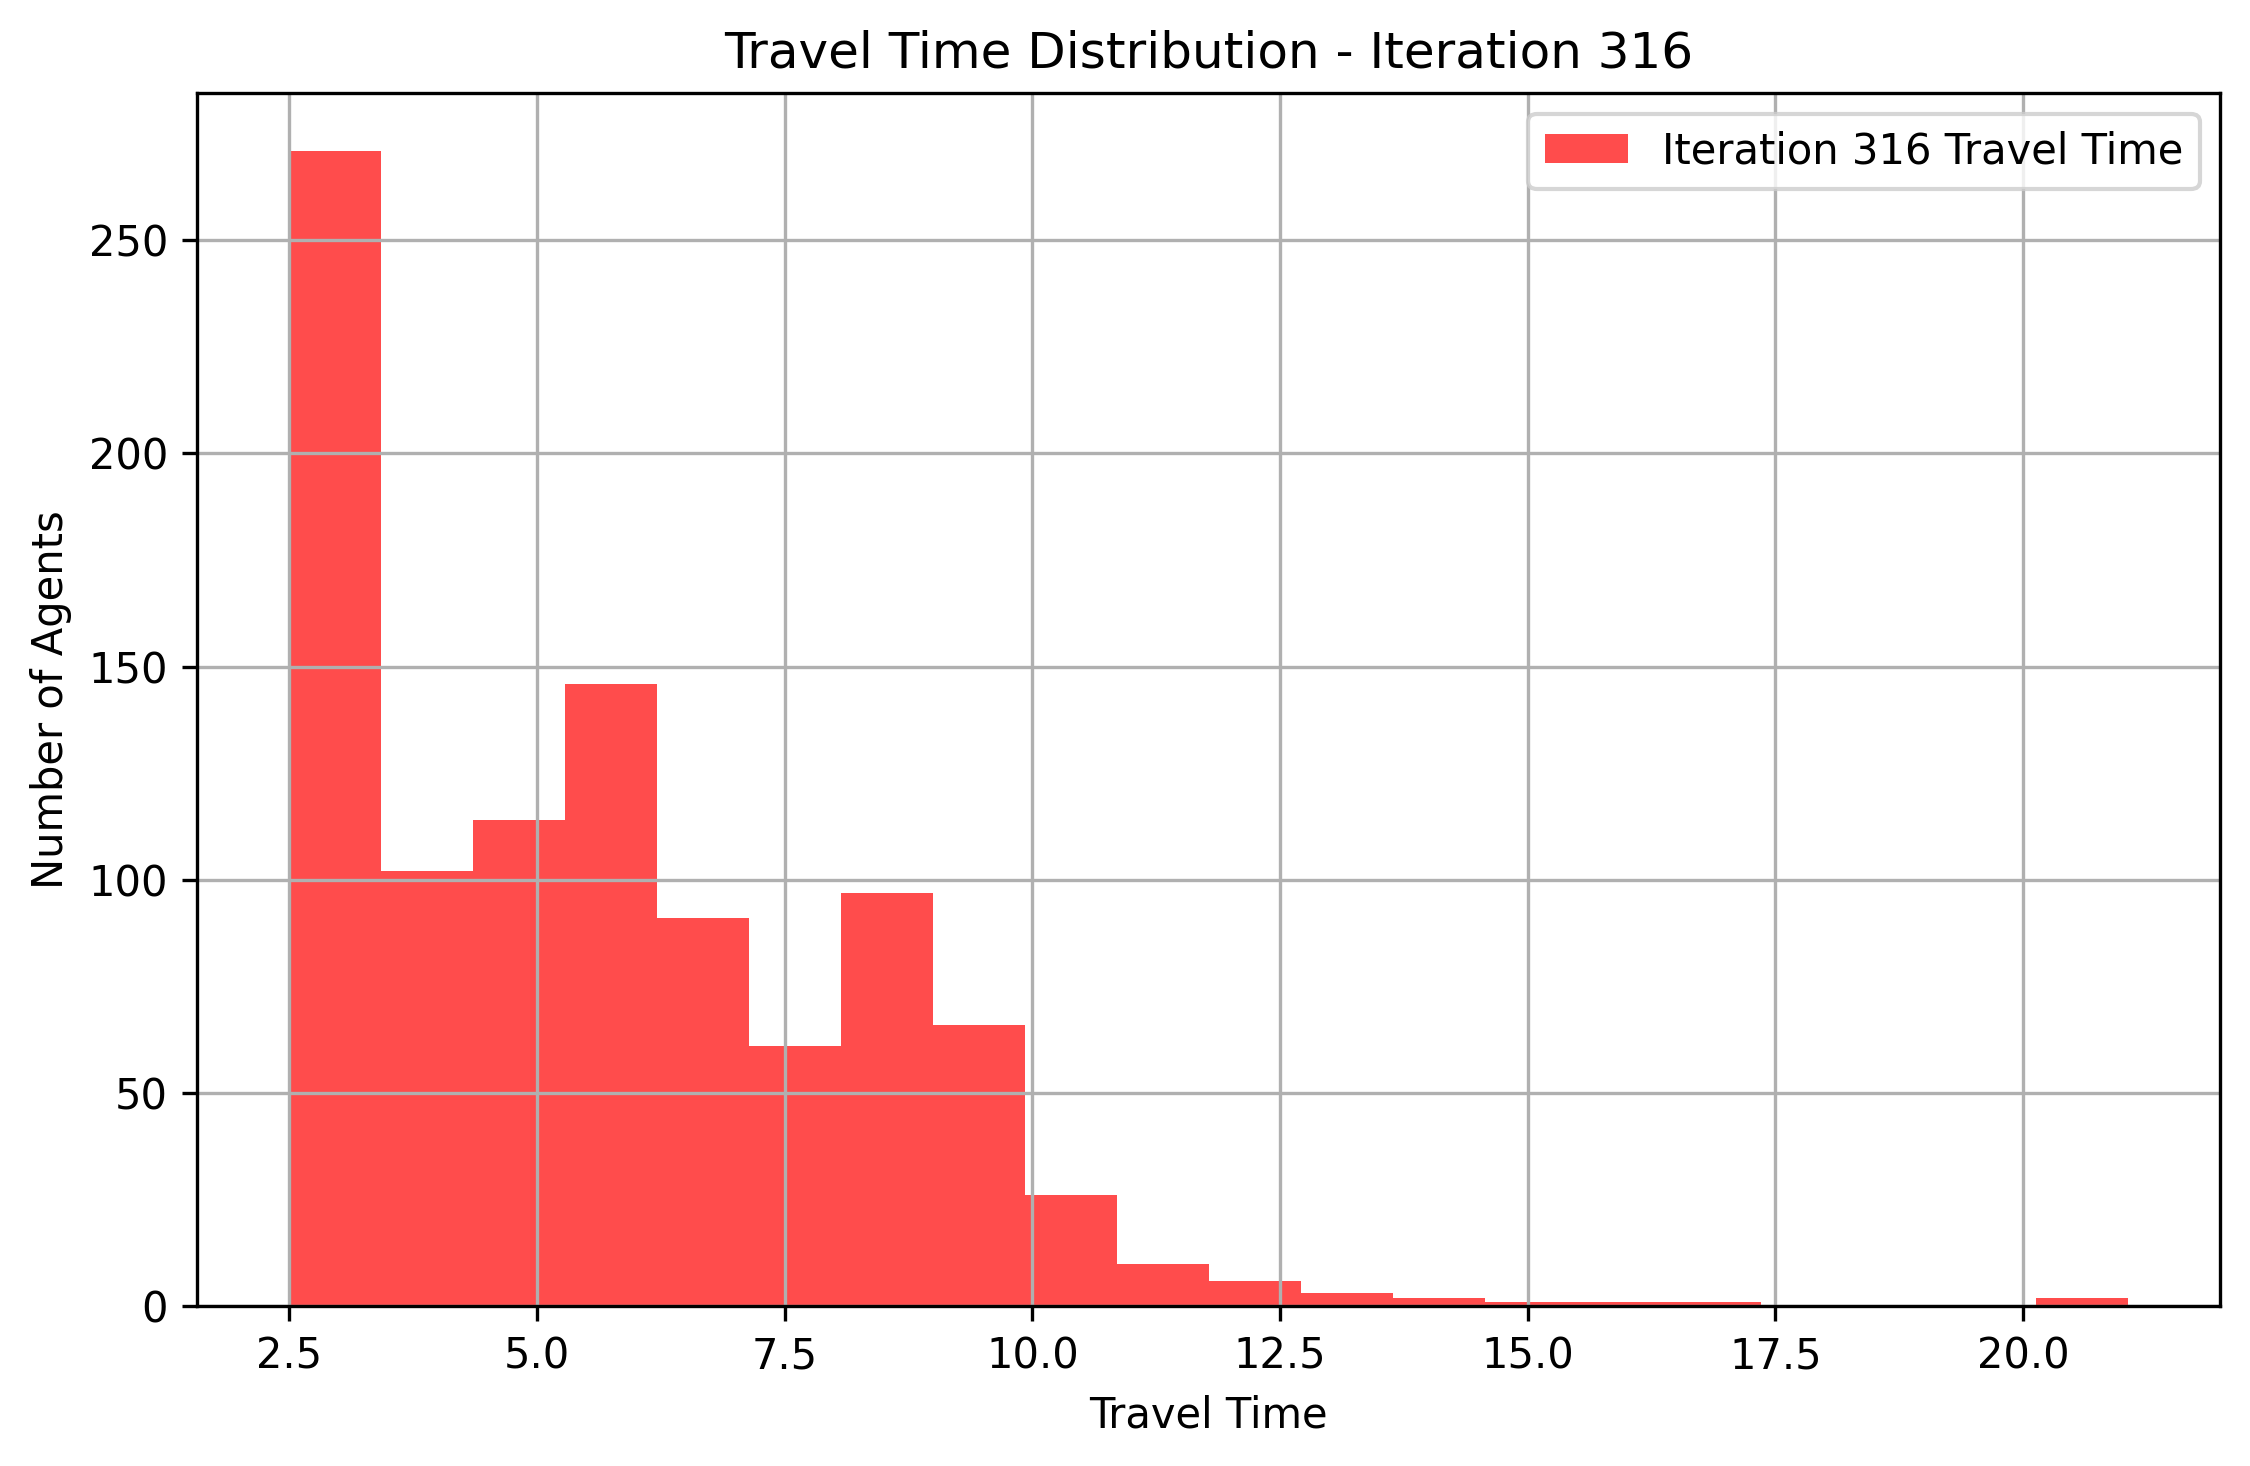 Travel Time Distribution - Iteration 316
Iteration 316 Travel Time
Number of Agents
250
200
150
100
50
0
2.5 5.0 7.5 10.0 12.5 15.0 17.5 20.0
Travel Time